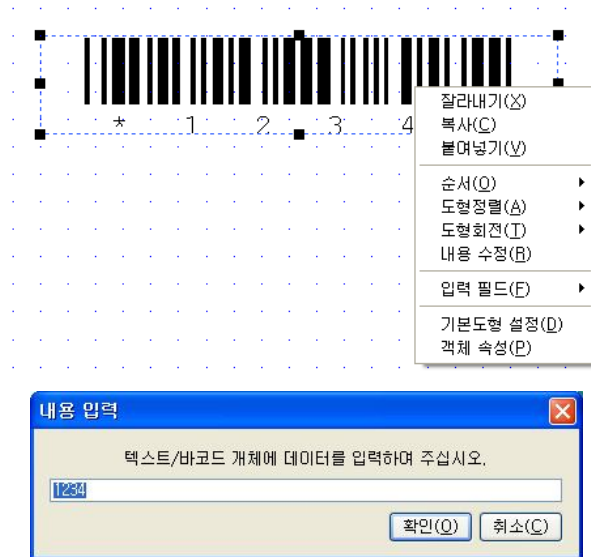 * 1 2 3 4
잘라내기(X)
복사(C)
붙여넣기(V)
순서(O)
도형정렬(A)
도형회전(T)
내용 수정(R)
입력 필드(F)
기본도형 설정(D)
객체 속성(P)
내용 입력
텍스트/바코드 개체에 데이터를 입력하여 주십시오.
1234
확인(O) 취소(C)